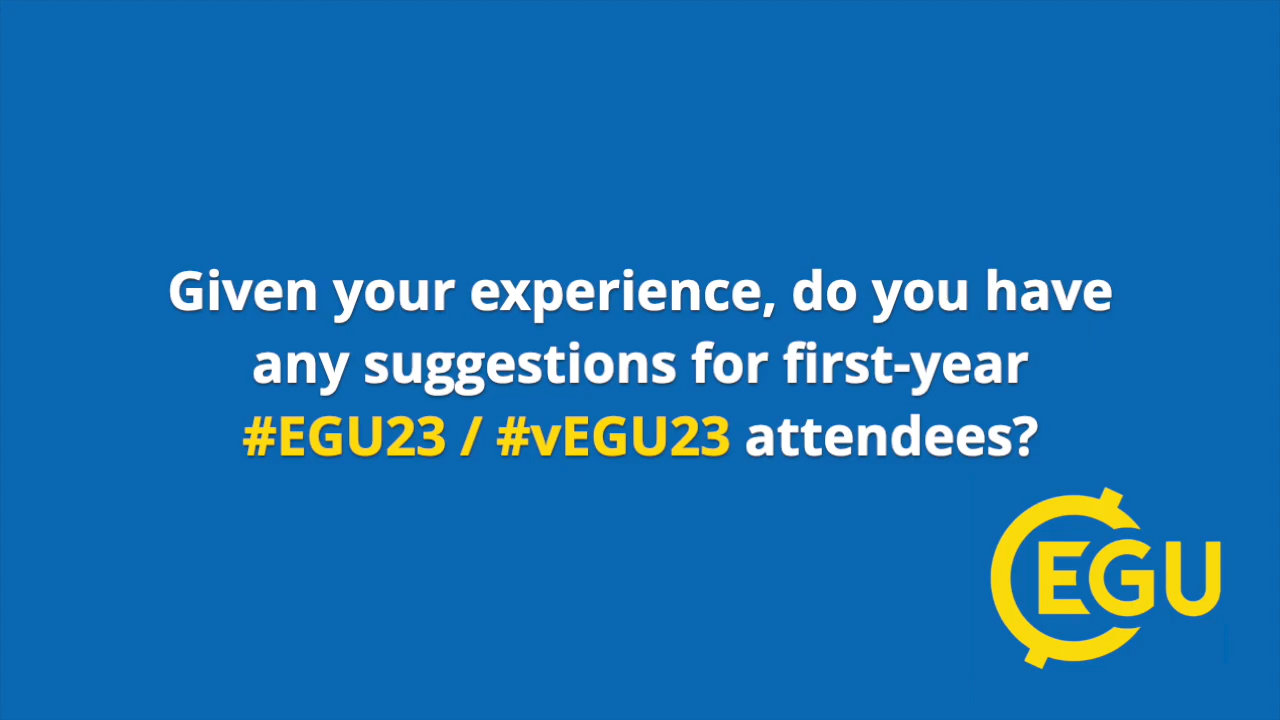 Given your experience, do you have
any suggestions for first-year
#EGU23 / #vEGU23 attendees?
EGU